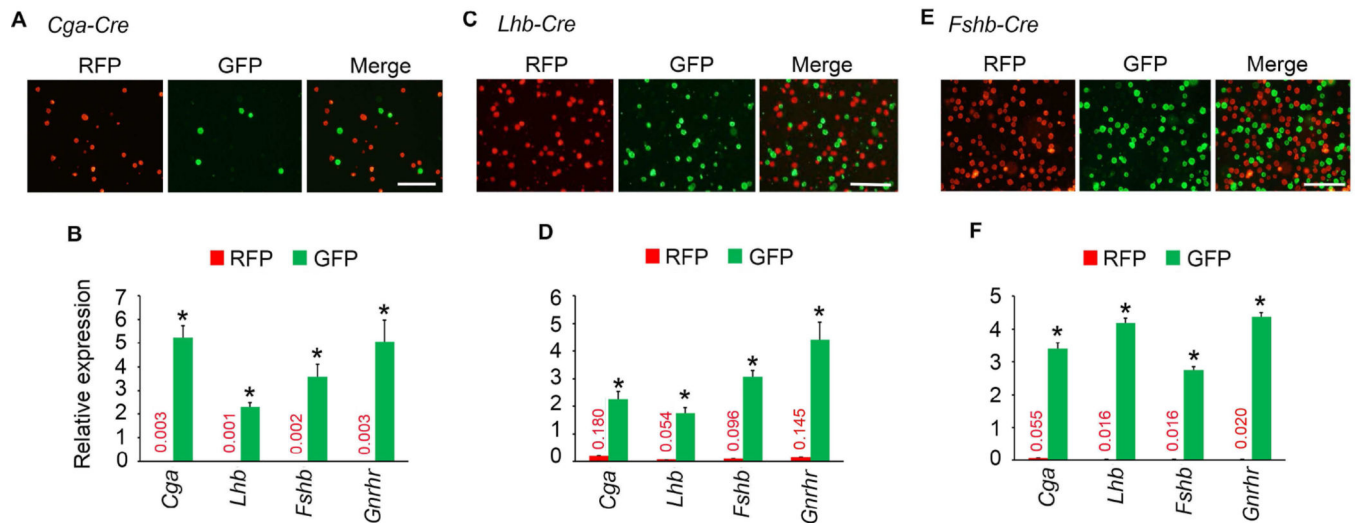 A Cga-Cre
RFP GFP Merge
B
RFP GFP
Relative expression
7
6
5
4
3
2
1
0
0.003
0.001
0.002
0.003
*
*
*
*
Cga Lhb Fshb Gnrhr
C Lhb-Cre
RFP GFP Merge
D
RFP GFP
6
5
4
3
2
1
0
0.180
0.054
0.096
0.145
*
*
*
*
Cga Lhb Fshb Gnrhr
E Fshb-Cre
RFP GFP Merge
F
RFP GFP
5
4
3
2
1
0
0.055
0.016
0.016
0.020
*
*
*
*
Cga Lhb Fshb Gnrhr